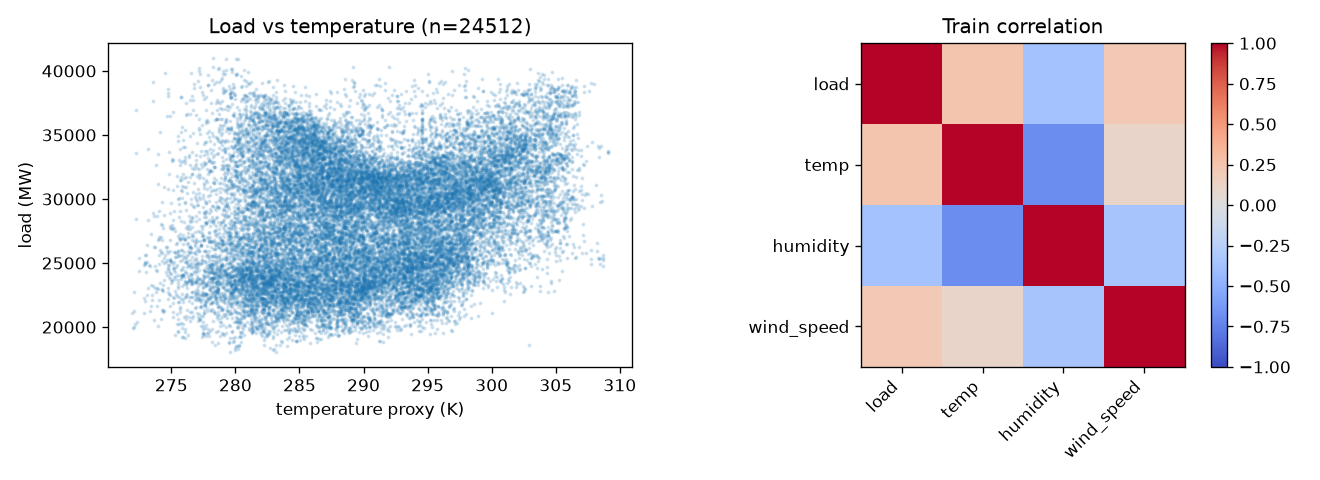 Load vs temperature (n=24512)
load (MW)
40000
35000
30000
25000
20000
275 280 285 290 295 300 305 310
temperature proxy (K)
Train correlation
load
temp
humidity
wind_speed
load temp humidity wind_speed
1.00
0.75
0.50
0.25
0.00
−0.25
−0.50
−0.75
−1.00